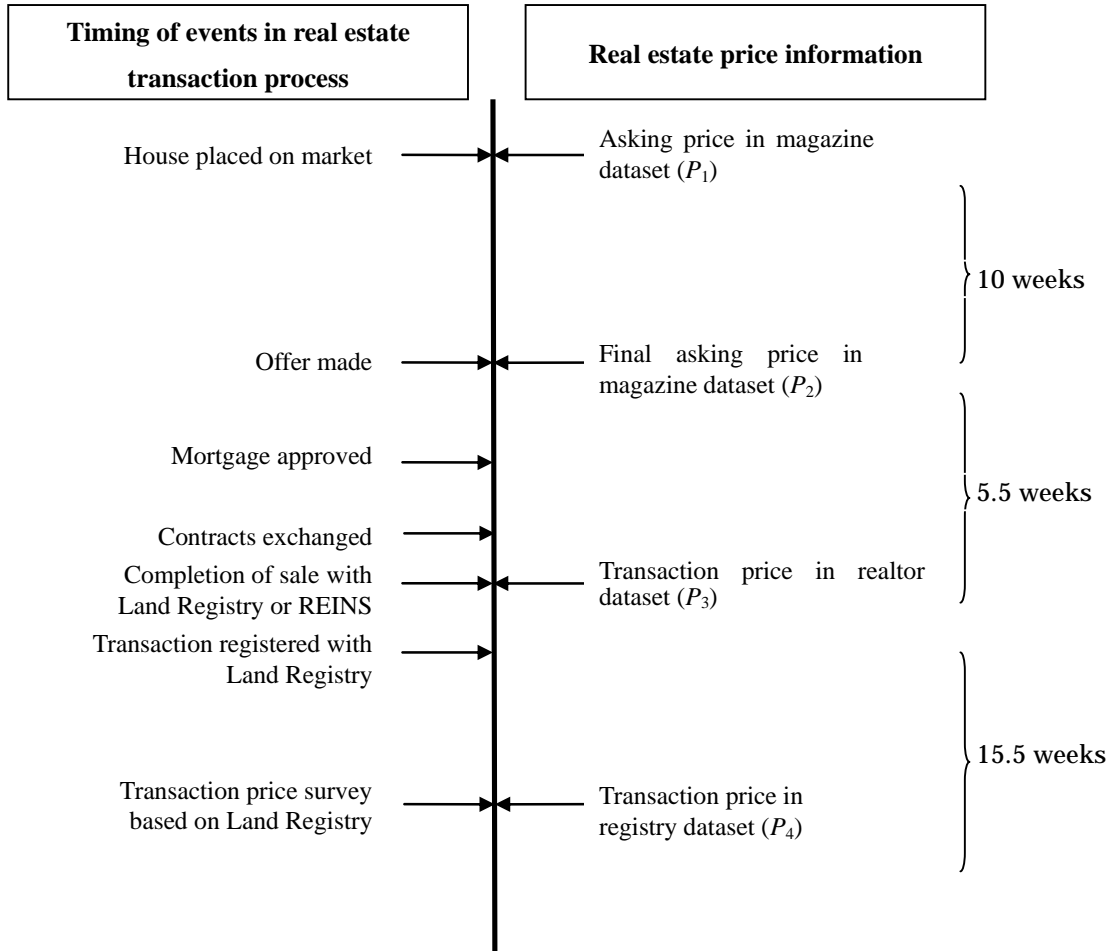 Timing of events in real estate
transaction process
Real estate price information
House placed on market
Asking price in magazine
dataset (P1)
10 weeks
Offer made
Final asking price in
magazine dataset (P2)
Mortgage approved
5.5 weeks
Contracts exchanged
Completion of sale with
Land Registry or REINS
Transaction price in realtor
dataset (P3)
Transaction registered with
Land Registry
15.5 weeks
Transaction price survey
based on Land Registry
Transaction price in
registry dataset (P4)